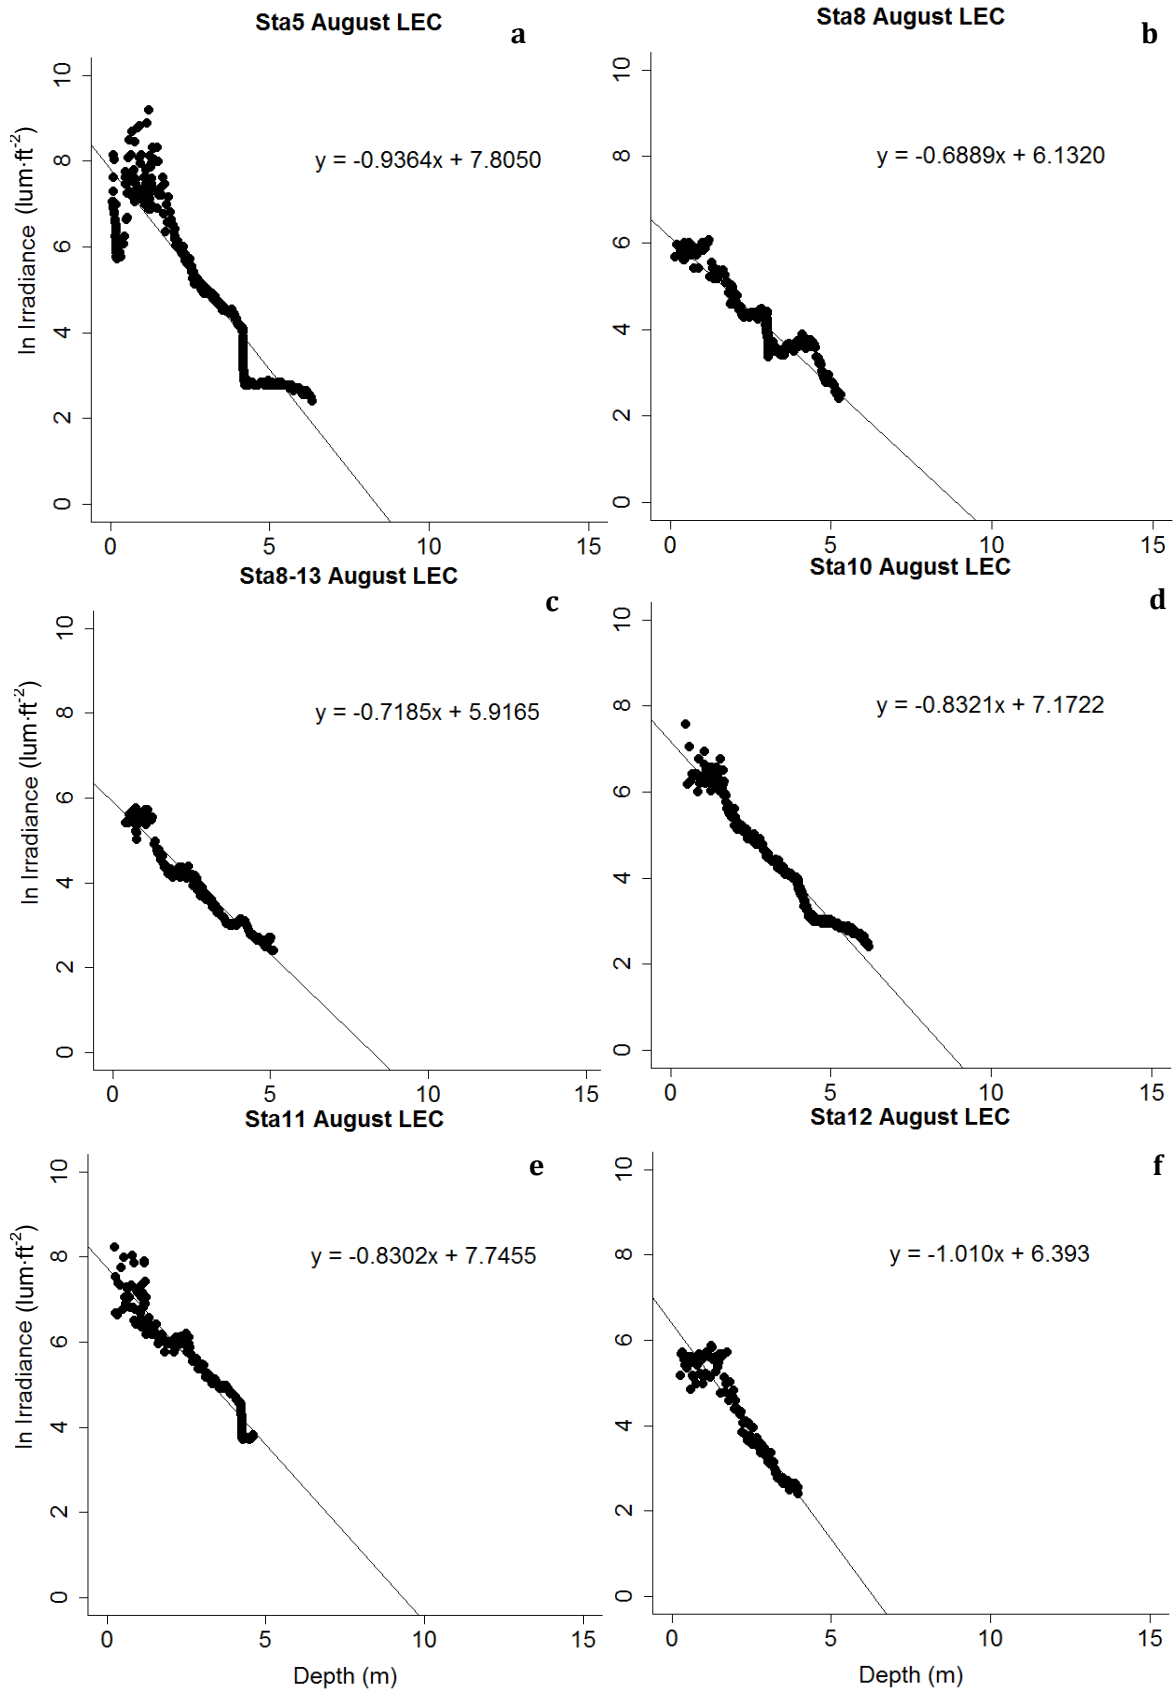 Sta5 August LEC
a
10
8
6
4
2
0
ln Irradiance (lum·ft-2)
y = -0.9364x + 7.8050
0 5 10 15
Sta8 August LEC
b
10
8
6
4
2
0
y = -0.6889x + 6.1320
0 5 10 15
Sta8-13 August LEC
c
10
8
6
4
2
0
ln Irradiance (lum·ft-2)
y = -0.7185x + 5.9165
0 5 10 15
Sta10 August LEC
d
10
8
6
4
2
0
y = -0.8321x + 7.1722
0 5 10 15
Sta11 August LEC
e
10
8
6
4
2
0
ln Irradiance (lum·ft-2)
y = -0.8302x + 7.7455
0 5 10 15
Depth (m)
Sta12 August LEC
f
10
8
6
4
2
0
y = -1.010x + 6.393
0 5 10 15
Depth (m)